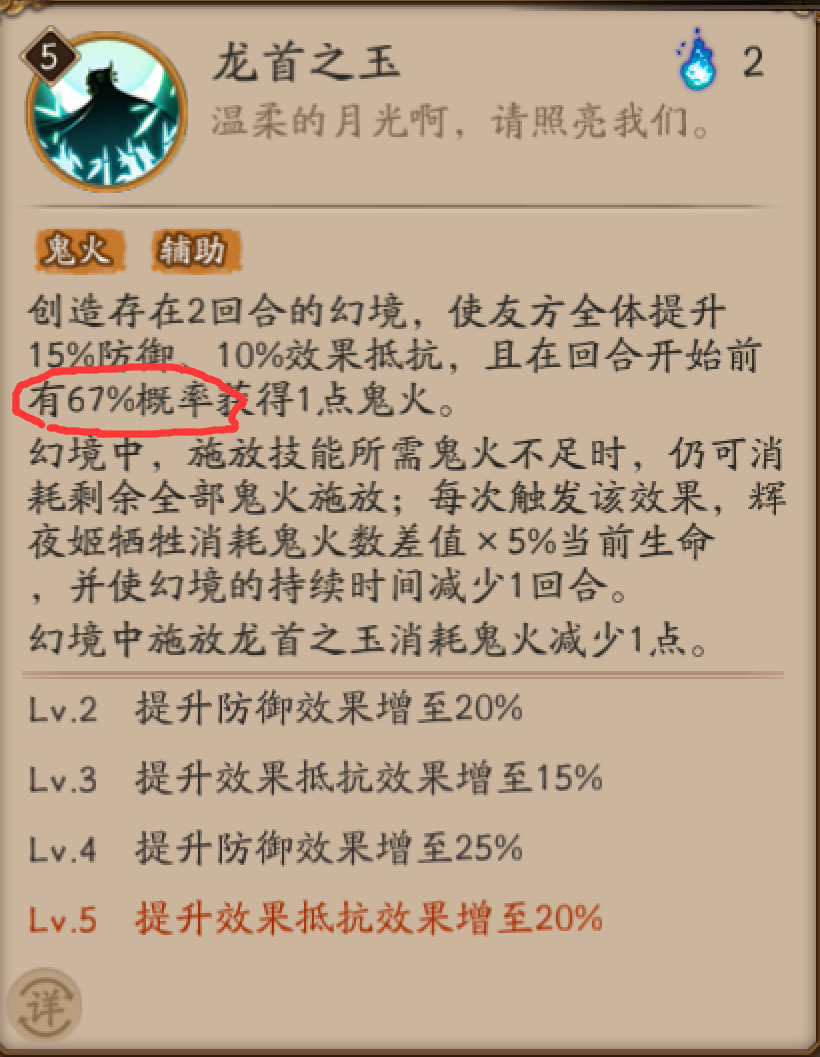 5
龙首之玉
2
温柔的月光啊，请照亮我们。
鬼火 辅助
创造存在2回合的幻境，使友方全体提升
15%防御、10%效果抵抗，且在回合开始前
有67%概率获得1点鬼火。
幻境中，施放技能所需鬼火不足时，仍可消
耗剩余全部鬼火施放；每次触发该效果，辉
夜姬牺牲消耗鬼火数差值×5%当前生命
，并使幻境的持续时间减少1回合。
幻境中施放龙首之玉消耗鬼火减少1点。
Lv.2 提升防御效果增至20%
Lv.3 提升效果抵抗效果增至15%
Lv.4 提升防御效果增至25%
Lv.5 提升效果抵抗效果增至20%
详